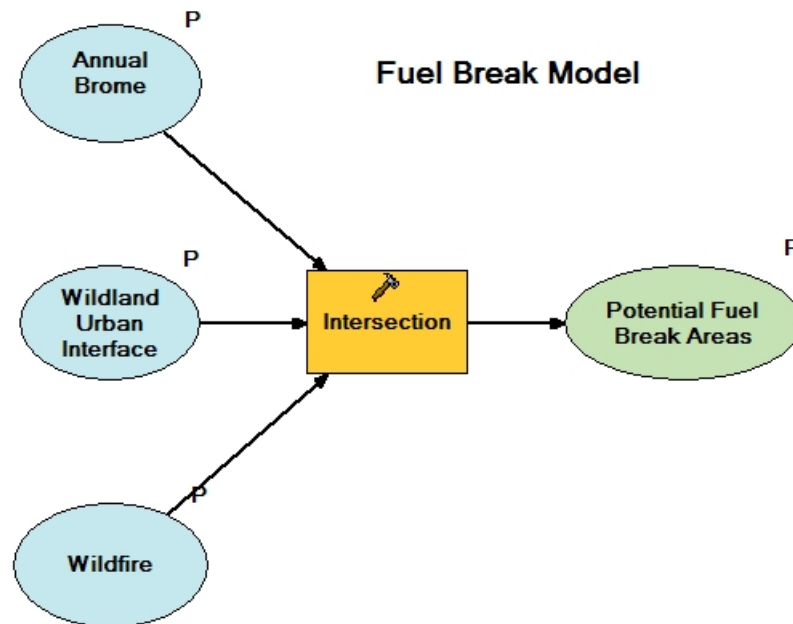 P
Annual
Brome
Fuel Break Model
P
Wildland
Urban
Interface
Intersection
P
Potential Fuel
Break Areas
P
Wildfire